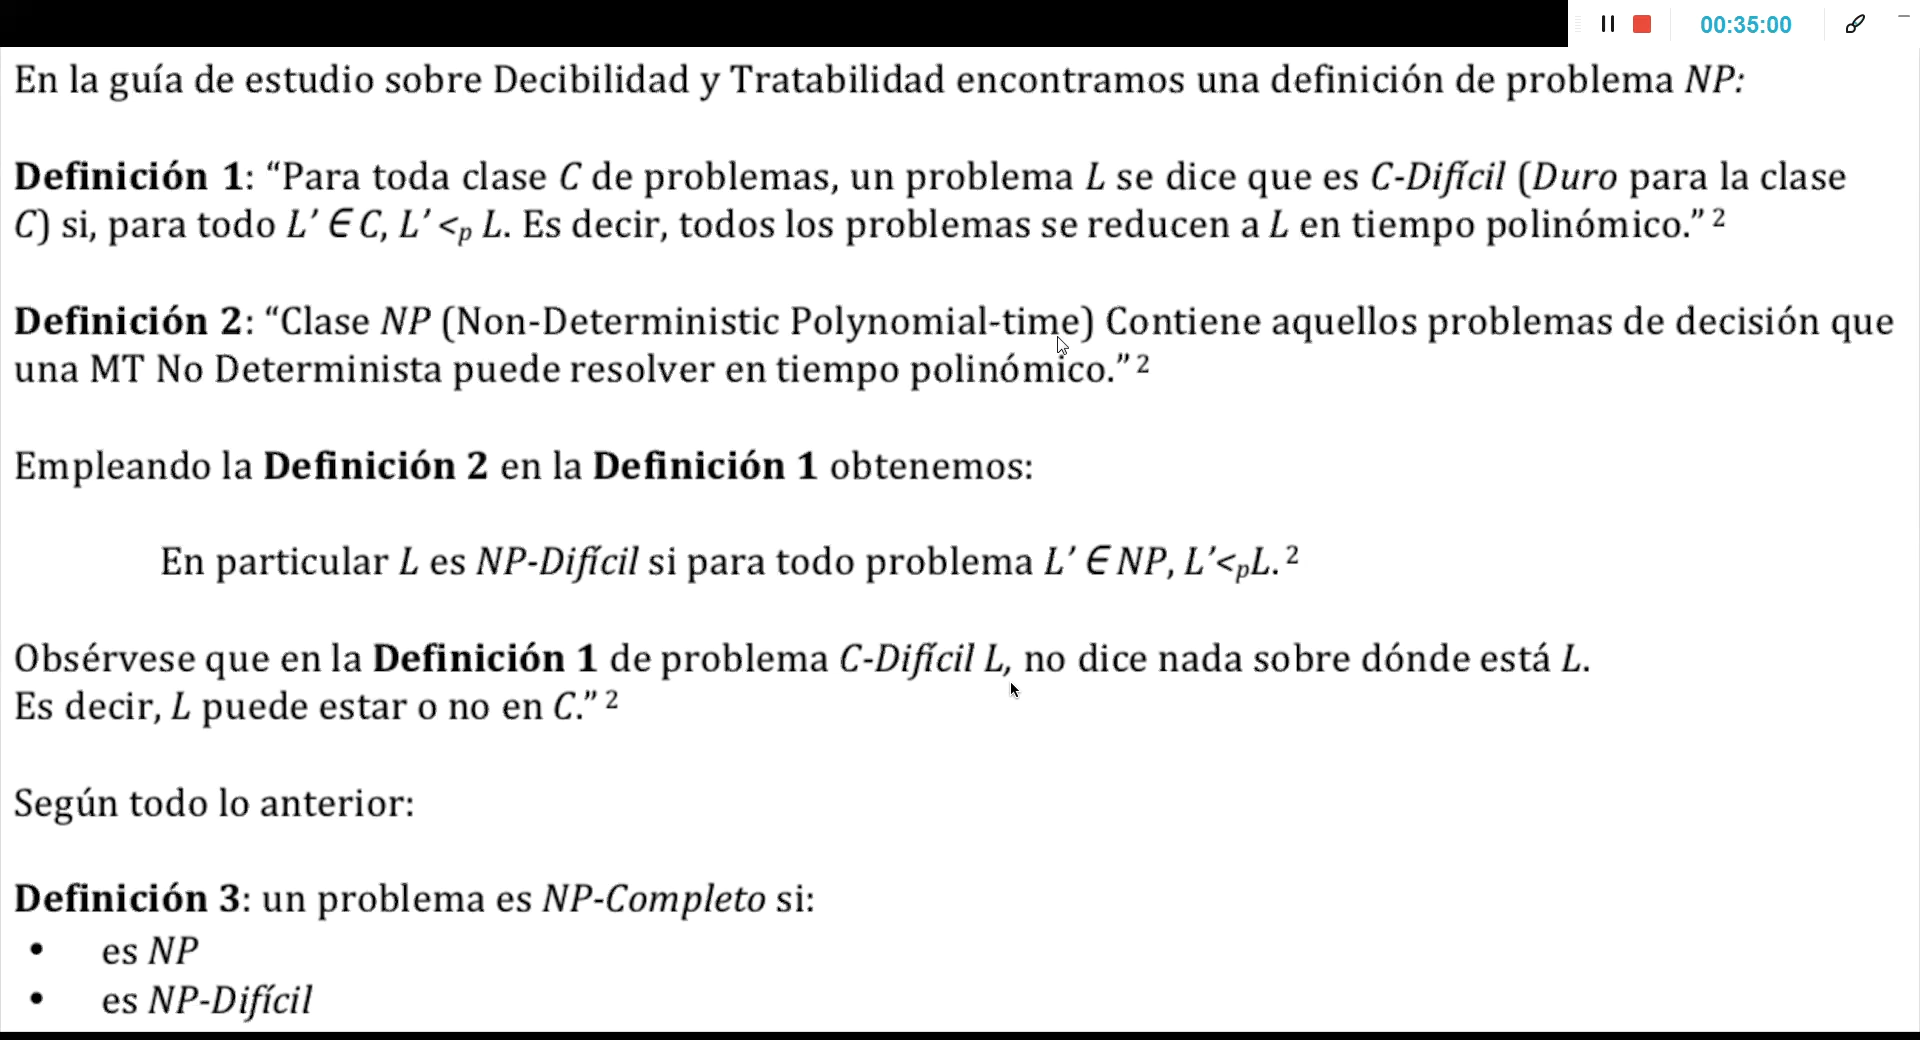 00:35:00
En la guía de estudio sobre Decibilidad y Tratabilidad encontramos una definición de problema NP:
Definición 1: “Para toda clase C de problemas, un problema L se dice que es C-Difícil (Duro para la clase
C) si, para todo L’ ∈ C, L’ <p L. Es decir, todos los problemas se reducen a L en tiempo polinómico.” 2
Definición 2: “Clase NP (Non-Deterministic Polynomial-time) Contiene aquellos problemas de decisión que
una MT No Determinista puede resolver en tiempo polinómico.” 2
Empleando la Definición 2 en la Definición 1 obtenemos:
En particular L es NP-Difícil si para todo problema L’ ∈ NP, L’<pL. 2
Obsérvese que en la Definición 1 de problema C-Difícil L, no dice nada sobre dónde está L.
Es decir, L puede estar o no en C.” 2
Según todo lo anterior:
Definición 3: un problema es NP-Completo si:
• es NP
• es NP-Difícil